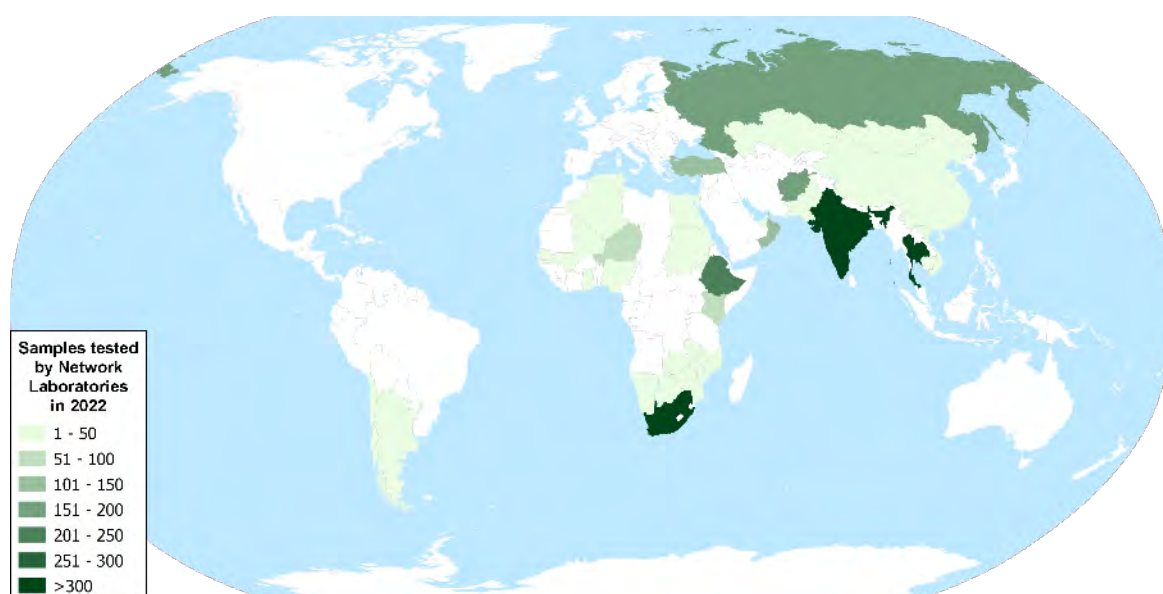 Samples tested
by Network
Laboratories
in 2022
1 - 50
51 - 100
101 - 150
151 - 200
201 - 250
251 - 300
>300